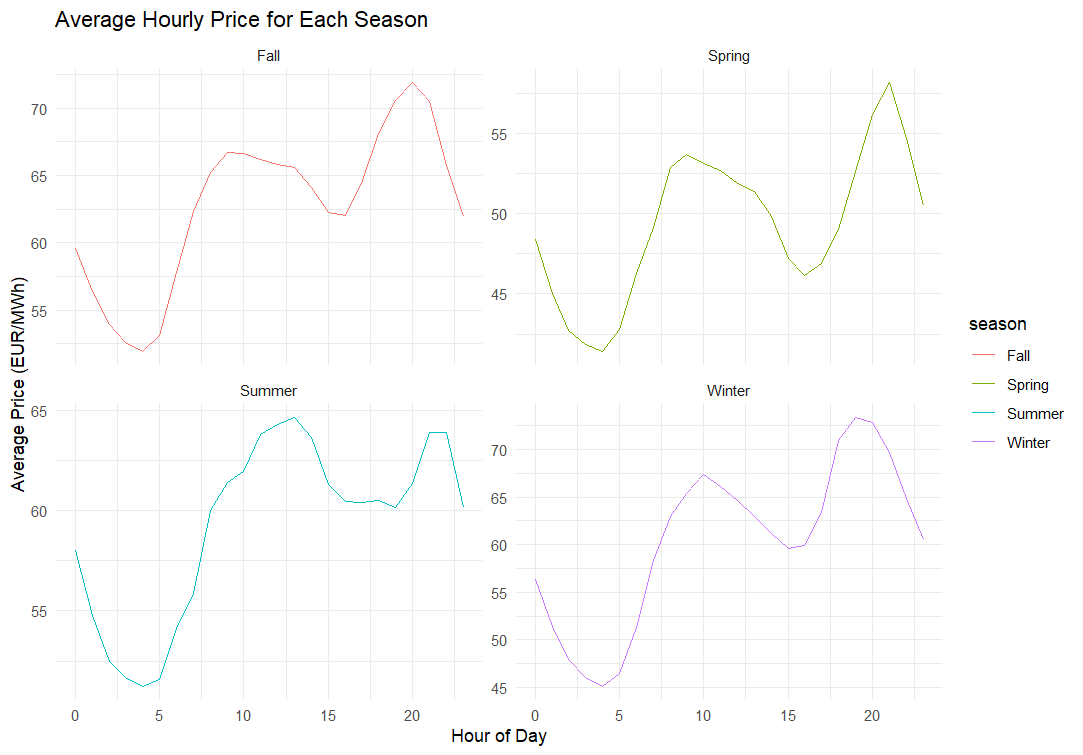 Average Hourly Price for Each Season
Fall
Spring
70
65
60
55
55
50
45
Summer
Winter
65
60
55
70
65
60
55
50
45
0 5 10 15 20
0 5 10 15 20
Average Price (EUR/MWh)
Hour of Day
season
Fall
Spring
Summer
Winter